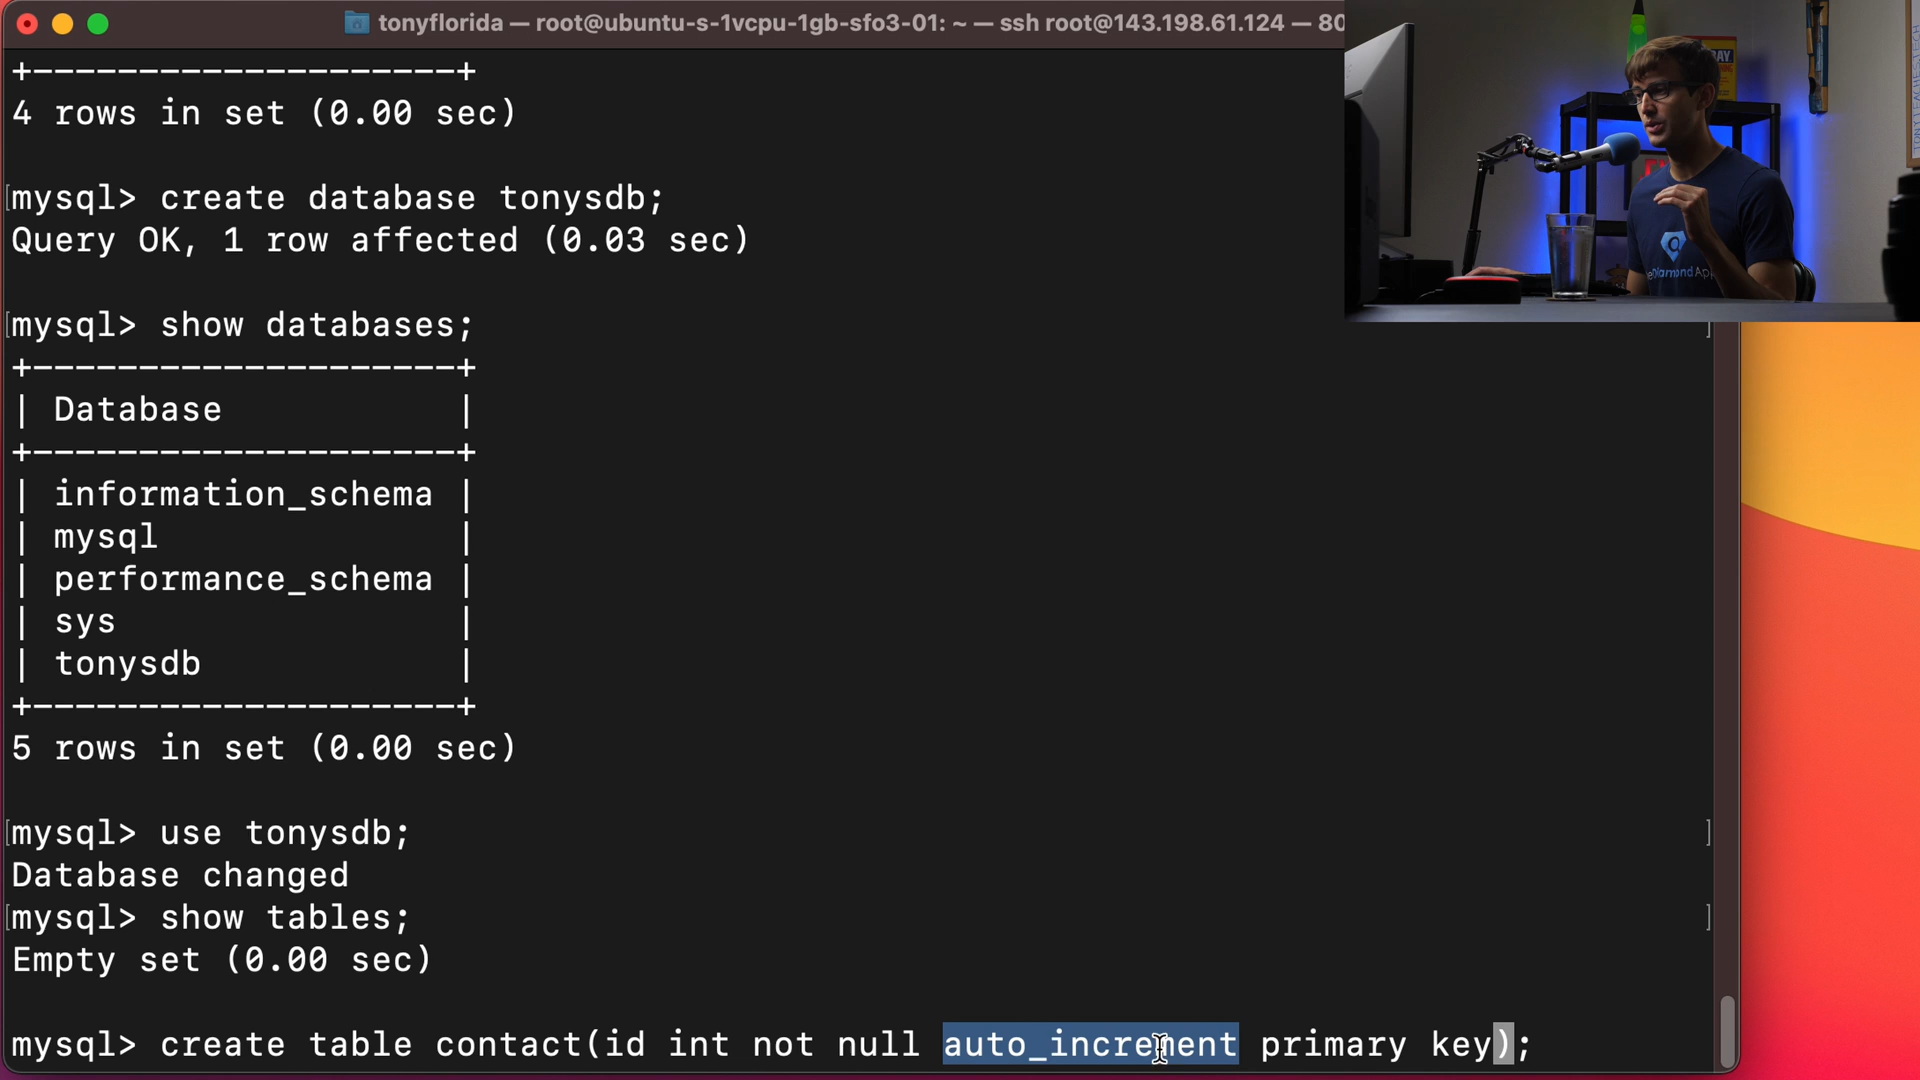 tonyflorida — root@ubuntu-s-1vcpu-1gb-sfo3-01: ~ — ssh root@143.198.61.124 — 80
+--------------------+
4 rows in set (0.00 sec)
mysql> create database tonysdb;
Query OK, 1 row affected (0.03 sec)
mysql> show databases;
+--------------------+
| Database           |
+--------------------+
| information_schema |
| mysql              |
| performance_schema |
| sys                |
| tonysdb            |
+--------------------+
5 rows in set (0.00 sec)
mysql> use tonysdb;
Database changed
mysql> show tables;
Empty set (0.00 sec)
mysql> create table contact(id int not null auto_increment primary key);